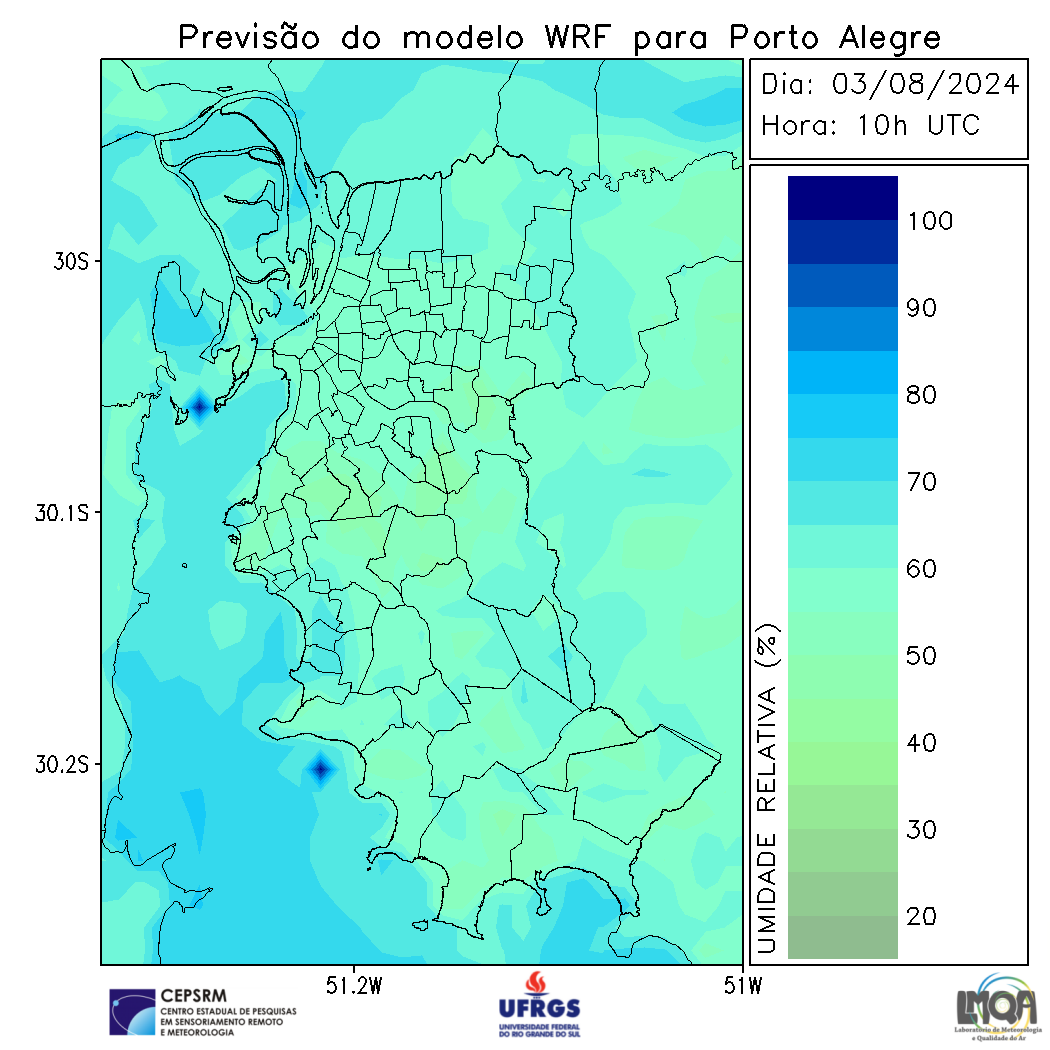 Previsão do modelo WRF para Porto Alegre
Dia: 03/08/2024
Hora: 10h UTC
30S
30.1S
30.2S
51.2W
51W
100
90
80
70
60
50
40
30
20
UMIDADE RELATIVA (%)
CEPSRM
CENTRO ESTADUAL DE PESQUISAS
EM SENSORIAMENTO REMOTO
E METEOROLOGIA
UFRGS
UNIVERSIDADE FEDERAL
DO RIO GRANDE DO SUL
LMQA
Laboratório de Meteorologia
e Qualidade do Ar